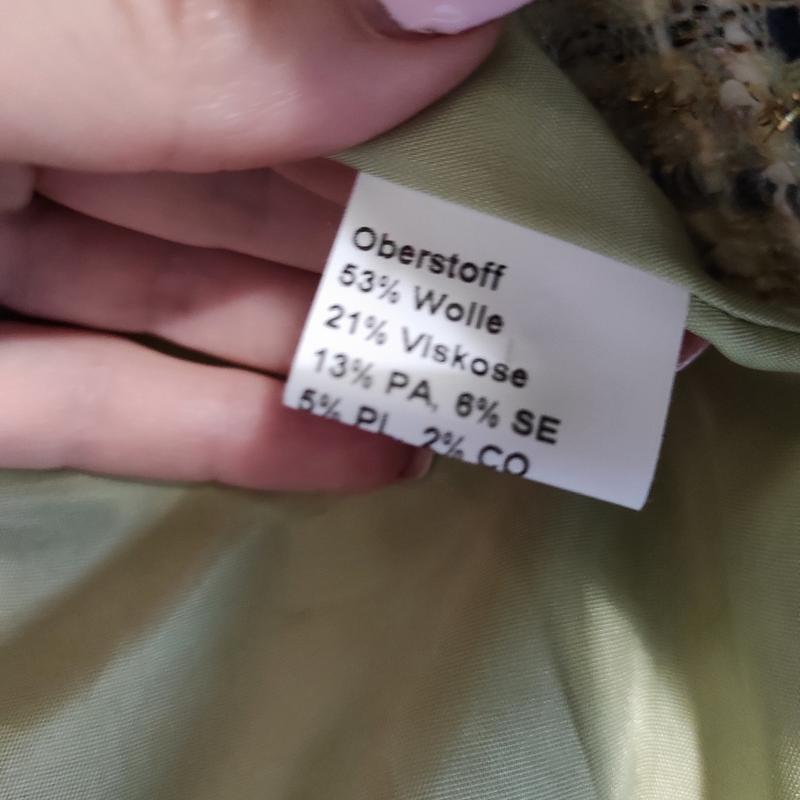 Oberstoff
53% Wolle
21% Viskose
13% PA, 6% SE
5% PL, 2% CO